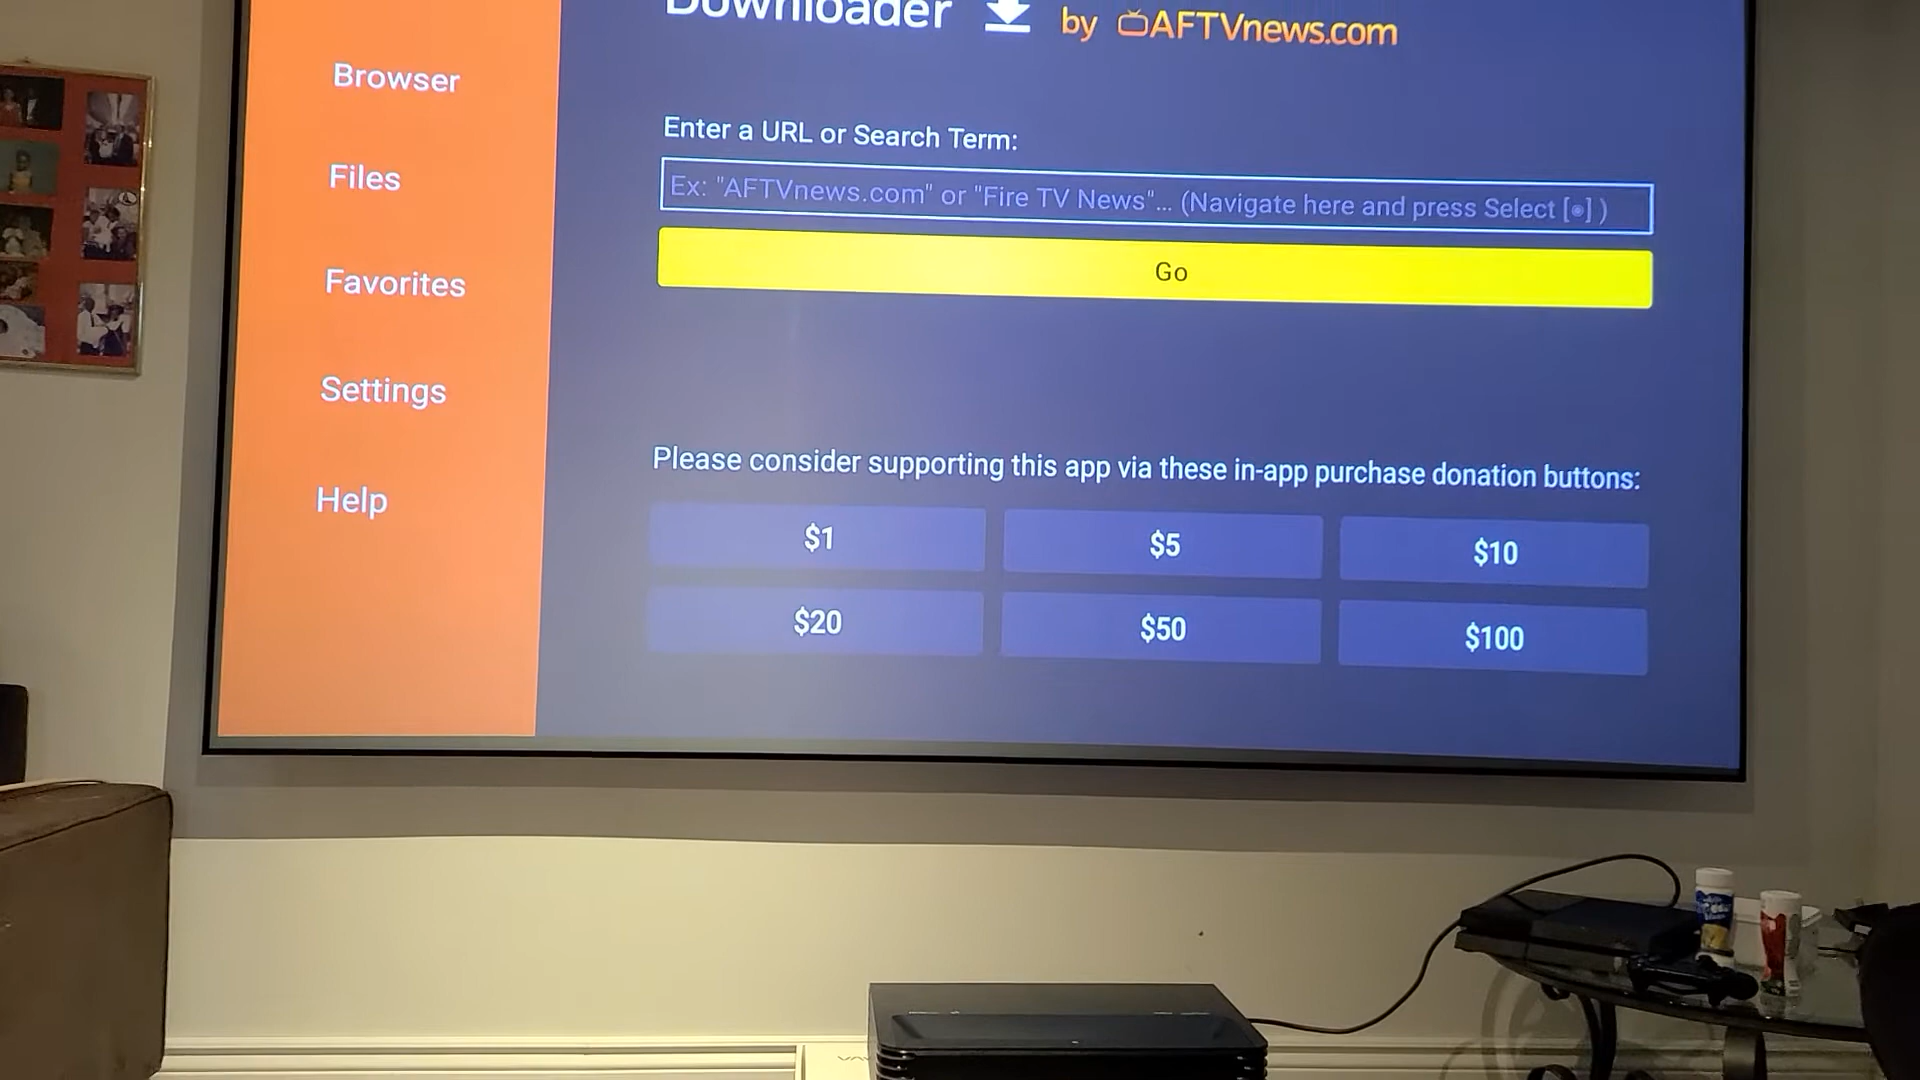 Downloader by AFTVnews.com
Browser
Files
Favorites
Settings
Help
Enter a URL or Search Term:
Ex: "AFTVnews.com" or "Fire TV News"... (Navigate here and press Select [◉] )
Go
Please consider supporting this app via these in-app purchase donation buttons:
$1 $5 $10
$20 $50 $100